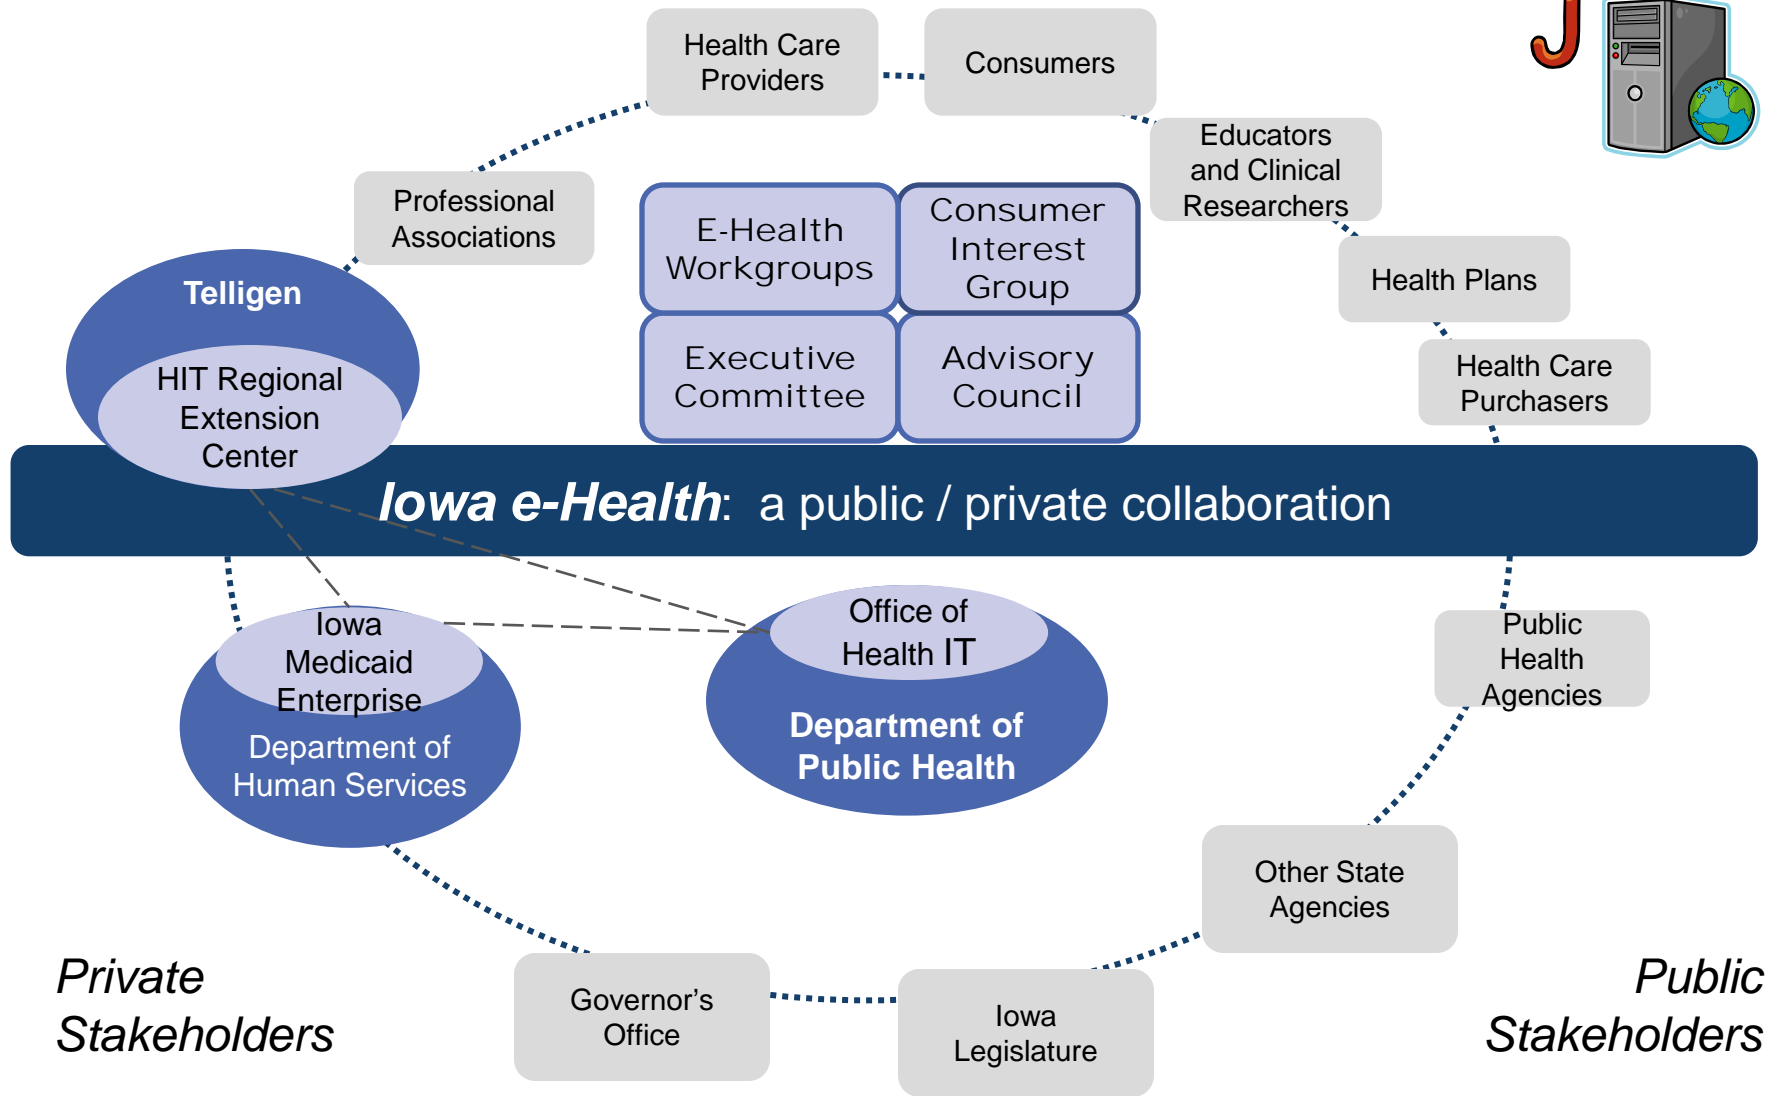 Health Care
Providers
Consumers
Educators
and Clinical
Researchers
Professional
Associations
E-Health
Workgroups
Consumer
Interest
Group
Health Plans
Telligen
Executive
Committee
Advisory
Council
Health Care
Purchasers
HIT Regional
Extension
Center
Iowa e-Health: a public / private collaboration
Iowa
Medicaid
Enterprise
Department of
Human Services
Office of
Health IT
Department of
Public Health
Public
Health
Agencies
Other State
Agencies
Governor's
Office
Iowa
Legislature
Private
Stakeholders
Public
Stakeholders